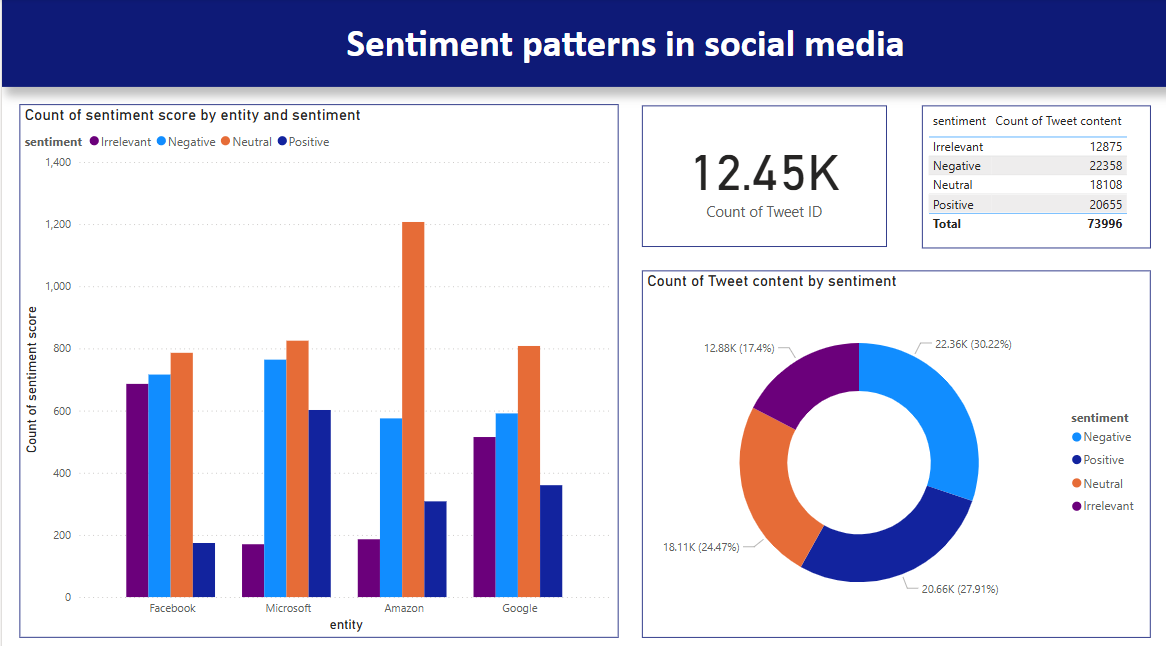 Sentiment patterns in social media
Count of sentiment score by entity and sentiment
sentiment Irrelevant Negative Neutral Positive
Count of sentiment score
1,400
1,200
1,000
800
600
400
200
0
Facebook Microsoft Amazon Google
entity
12.45K
Count of Tweet ID
sentiment Count of Tweet content
Irrelevant 12875
Negative 22358
Neutral 18108
Positive 20655
Total 73996
Count of Tweet content by sentiment
12.88K (17.4%)
22.36K (30.22%)
18.11K (24.47%)
20.66K (27.91%)
sentiment
Negative
Positive
Neutral
Irrelevant